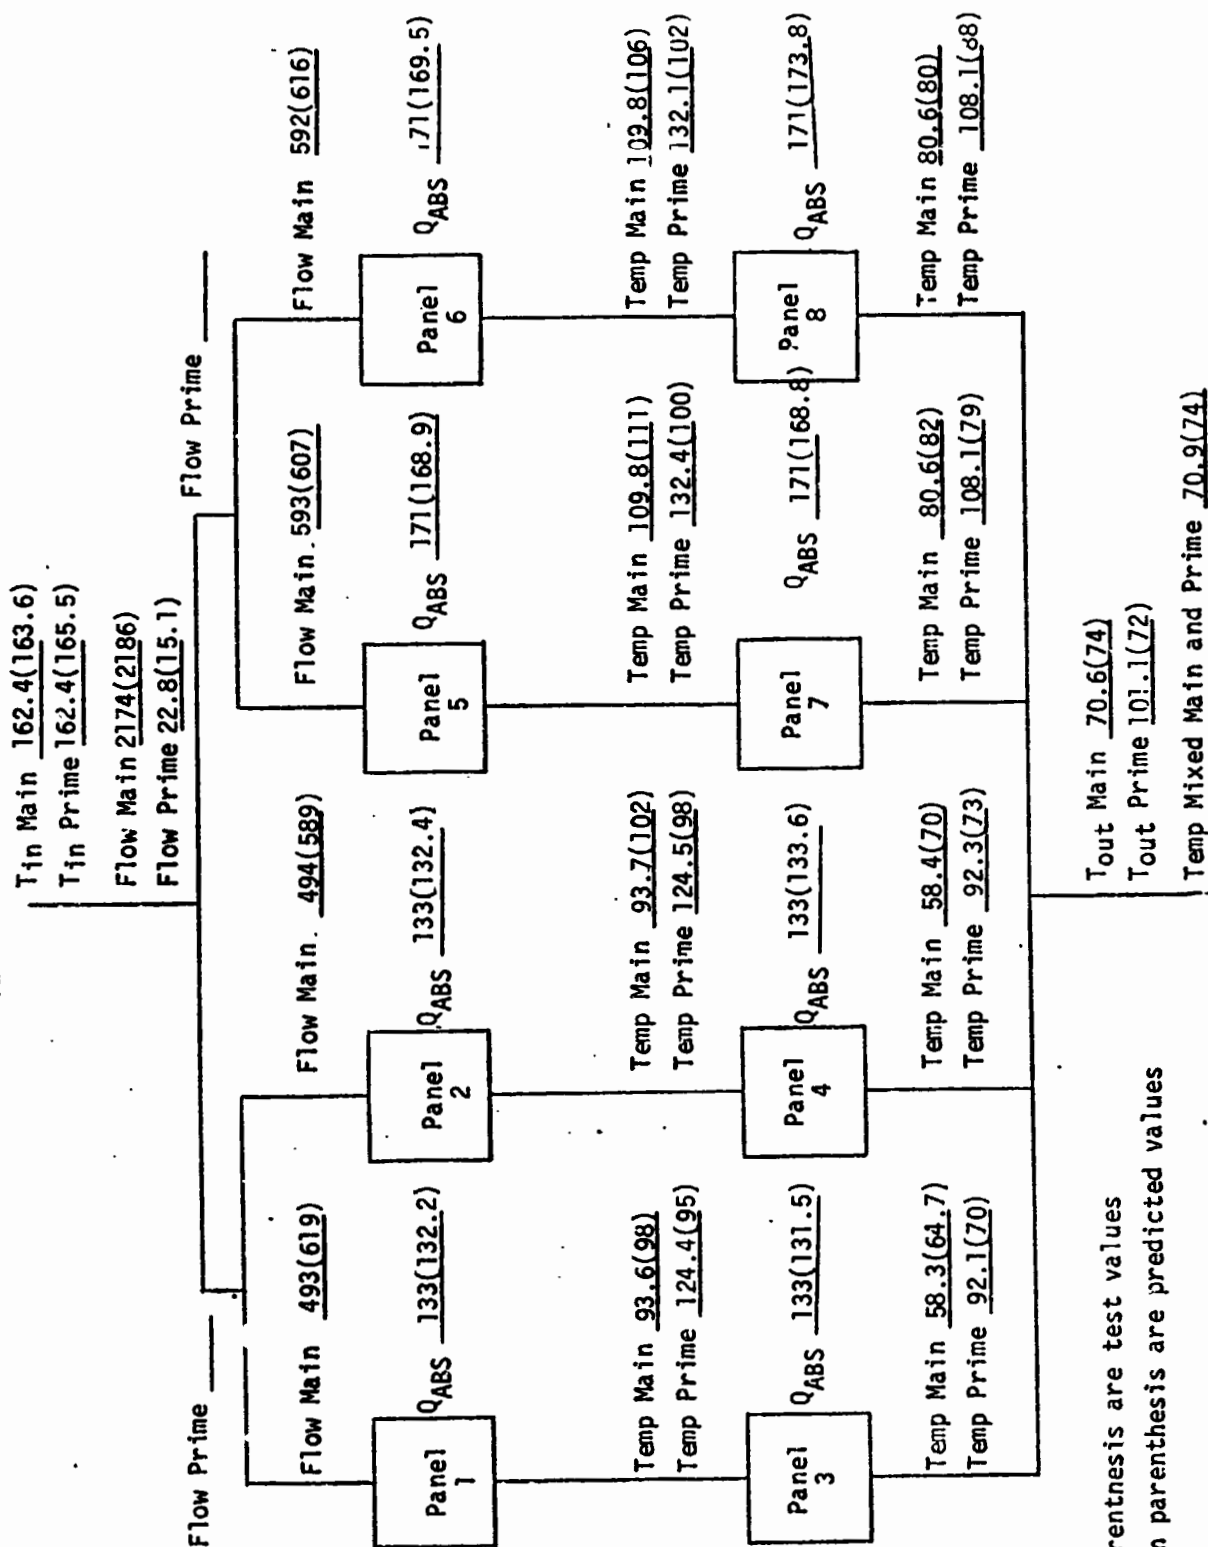 Tin Main 162.4(163.6)
Tin Prime 162.4(165.5)
Flow Main 2174(2186)
Flow Prime 22.8(15.1)
Flow Prime
Flow Prime
Flow Main 493(619)
Flow Main. 494(589)
Flow Main. 593(607)
Flow Main 592(616)
Panel 1
QABS 133(132.2)
Panel 2
QABS 133(132.4)
Panel 5
QABS 171(168.9)
Panel 6
QABS 171(169.5)
Temp Main 93.6(98)
Temp Prime 124.4(95)
Temp Main 93.7(102)
Temp Prime 124.5(98)
Temp Main 109.8(111)
Temp Prime 132.4(100)
Temp Main 109.8(106)
Temp Prime 132.1(102)
Panel 3
QABS 133(131.5)
Panel 4
QABS 133(133.6)
Panel 7
QABS 171(168.8)
Panel 8
QABS 171(173.8)
Temp Main 58.3(64.7)
Temp Prime 92.1(70)
Temp Main 58.4(70)
Temp Prime 92.3(73)
Temp Main 80.6(82)
Temp Prime 108.1(79)
Temp Main 80.6(80)
Temp Prime 108.1(88)
Tout Main 70.6(74)
Tout Prime 101.1(72)
Temp Mixed Main and Prime 70.9(74)
rentness are test values
n parenthesis are predicted values